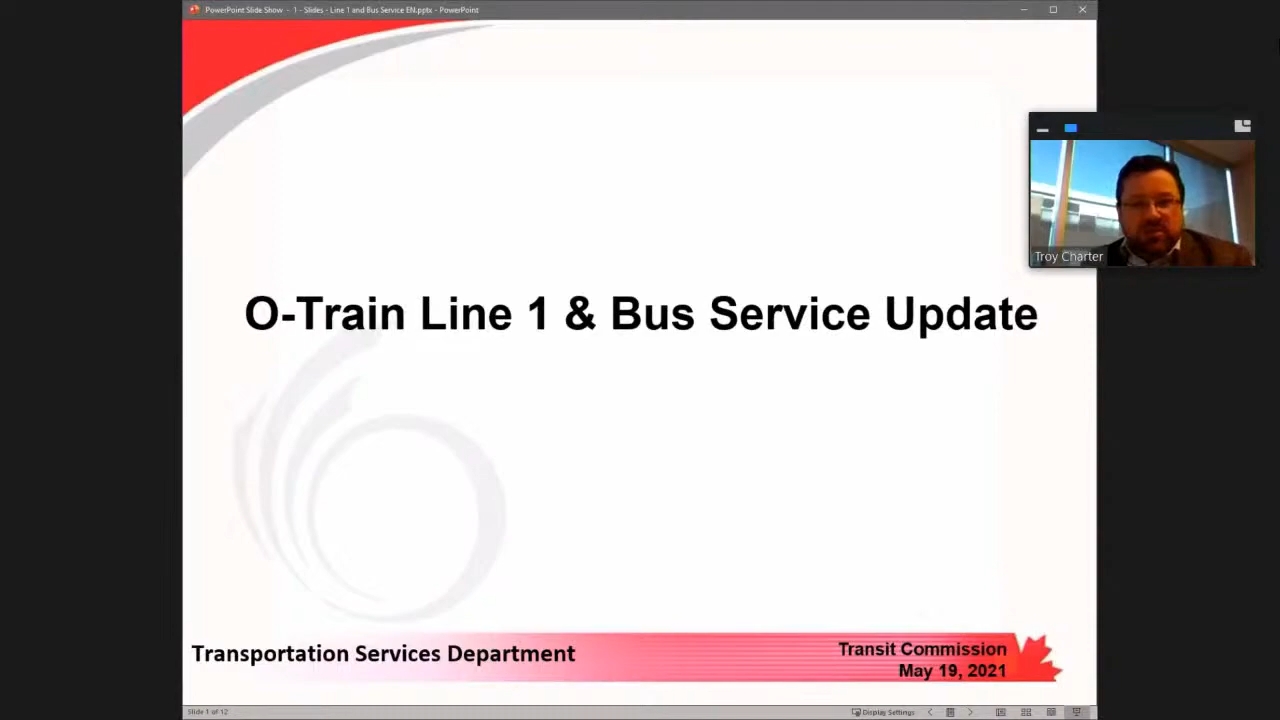 PowerPoint Slide Show - 1 - Slides - Line 1 and Bus Service EN.pptx - PowerPoint
Troy Charter
O-Train Line 1 & Bus Service Update
Transportation Services Department
Transit Commission
May 19, 2021
Slide 1 of 12
Display Settings